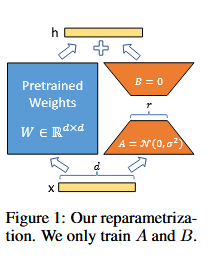 h
Pretrained
Weights
W ∈ ℝ^{d×d}
B = 0
r
A = 𝒩(0, σ²)
d
x
Figure 1: Our reparametriza-
tion. We only train A and B.